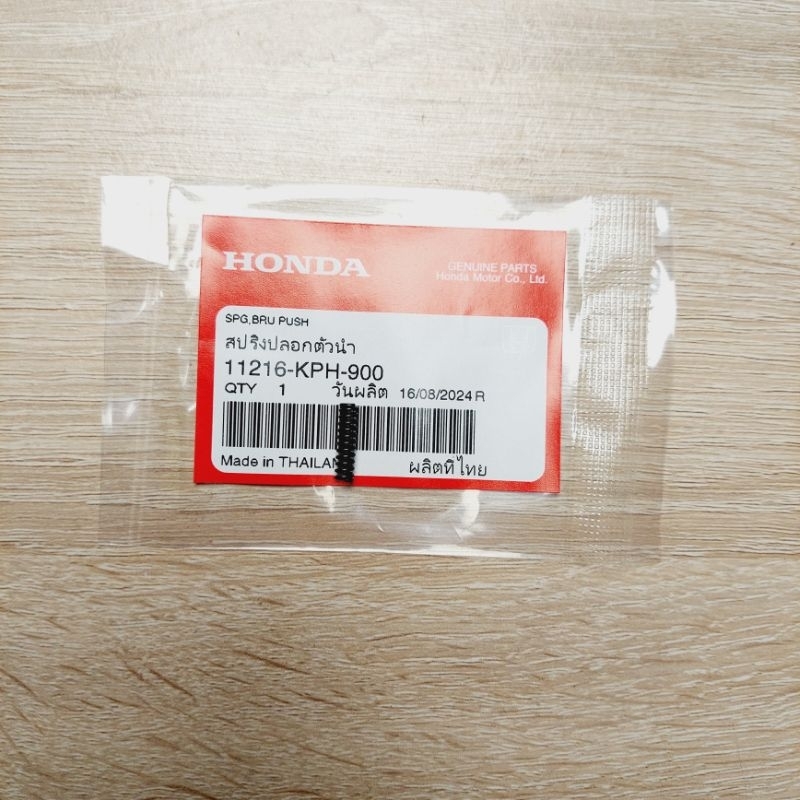 HONDA
GENUINE PARTS
Honda Motor Co., Ltd.
SPG,BRU PUSH
สปริงปลอกตัวนำ
11216-KPH-900
QTY 1 วันผลิต 16/08/2024 R
Made in THAILAN ผลิตที่ไทย